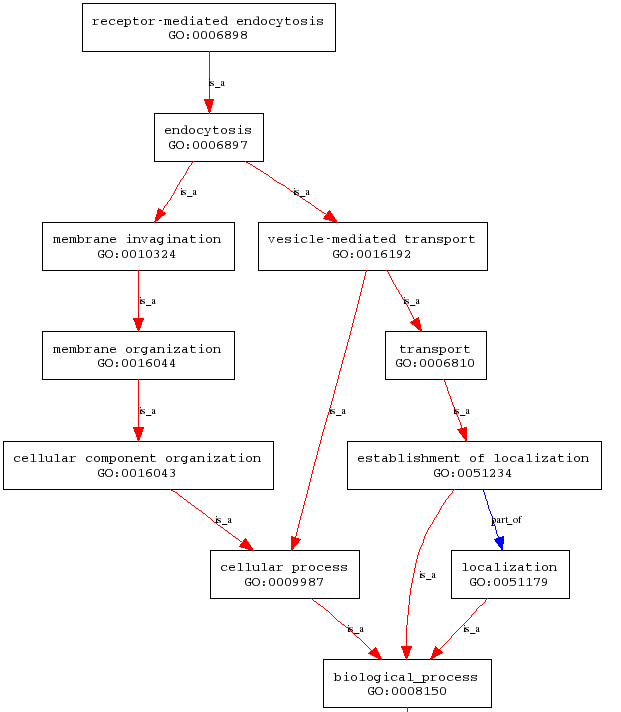 receptor-mediated endocytosis
GO:0006898
is_a
endocytosis
GO:0006897
is_a
is_a
membrane invagination
GO:0010324
vesicle-mediated transport
GO:0016192
is_a
is_a
membrane organization
GO:0016044
transport
GO:0006810
is_a
is_a
is_a
cellular component organization
GO:0016043
establishment of localization
GO:0051234
is_a
part_of
cellular process
GO:0009987
is_a
localization
GO:0051179
is_a
is_a
biological_process
GO:0008150